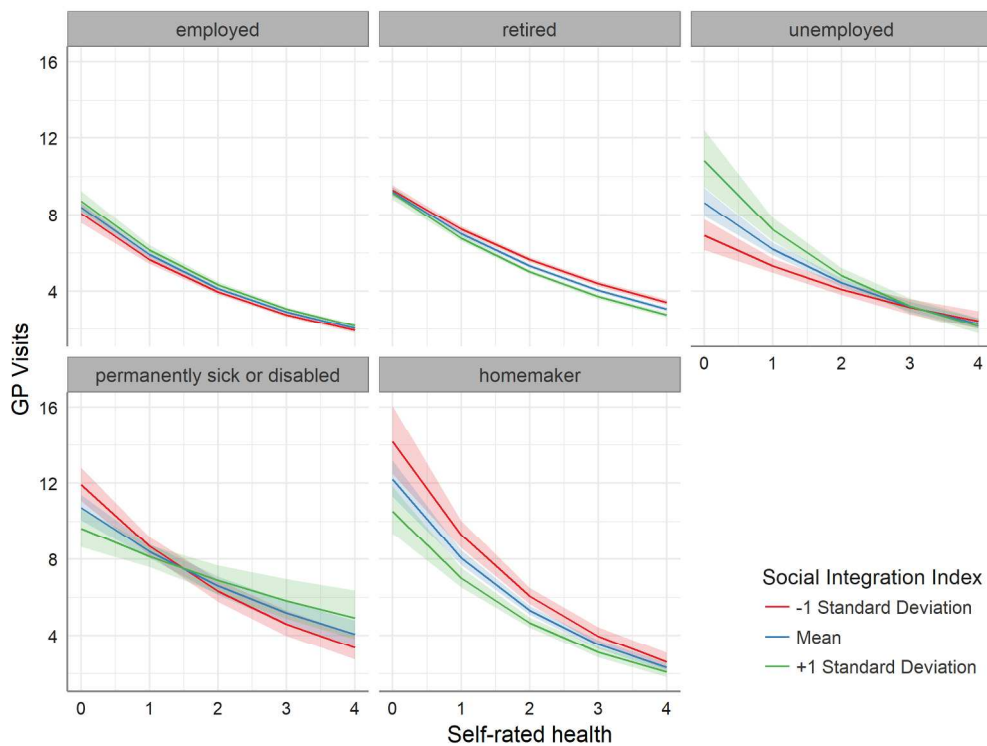 employed
retired
unemployed
16
12
8
4
0 1 2 3 4
GP Visits
permanently sick or disabled
homemaker
16
12
8
4
0 1 2 3 4
0 1 2 3 4
Self-rated health
Social Integration Index
-1 Standard Deviation
Mean
+1 Standard Deviation